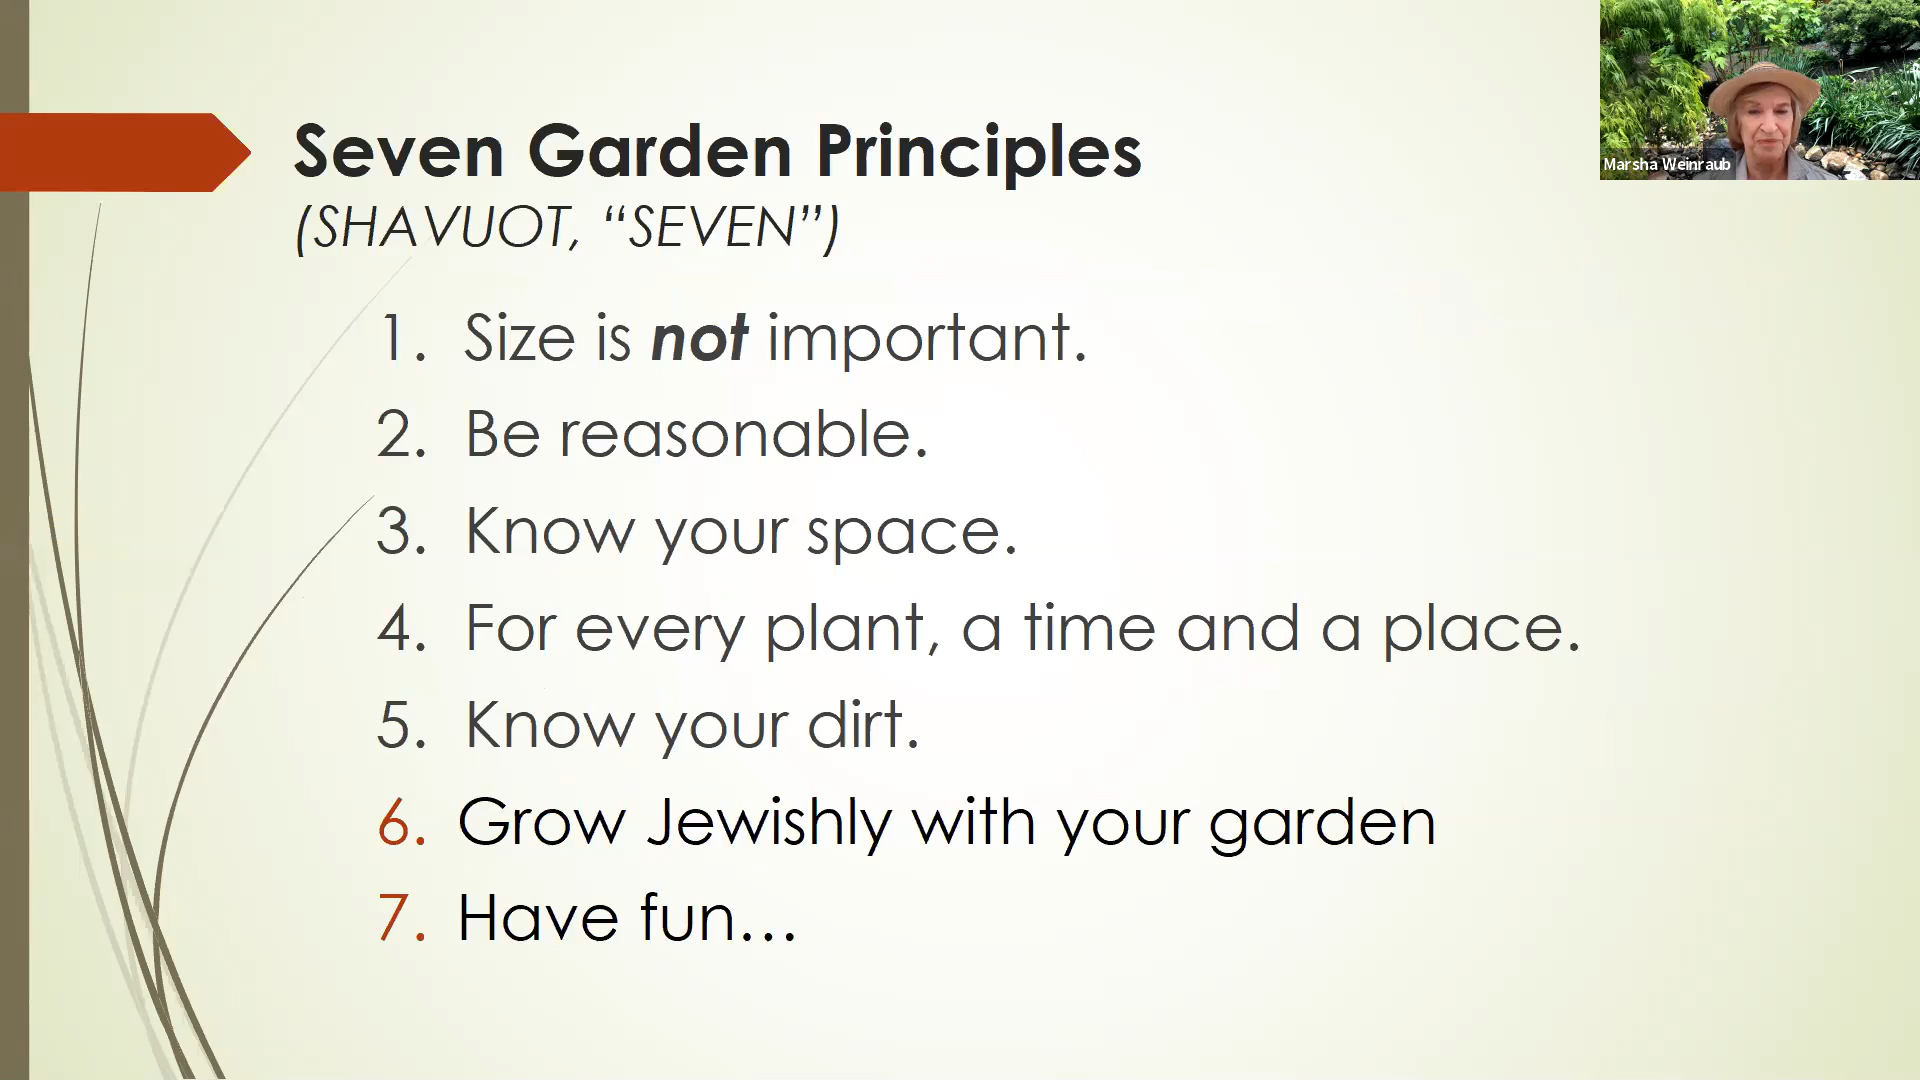 Seven Garden Principles
(SHAVUOT, “SEVEN”)
1. Size is not important.
2. Be reasonable.
3. Know your space.
4. For every plant, a time and a place.
5. Know your dirt.
6. Grow Jewishly with your garden
7. Have fun…
Marsha Weinraub